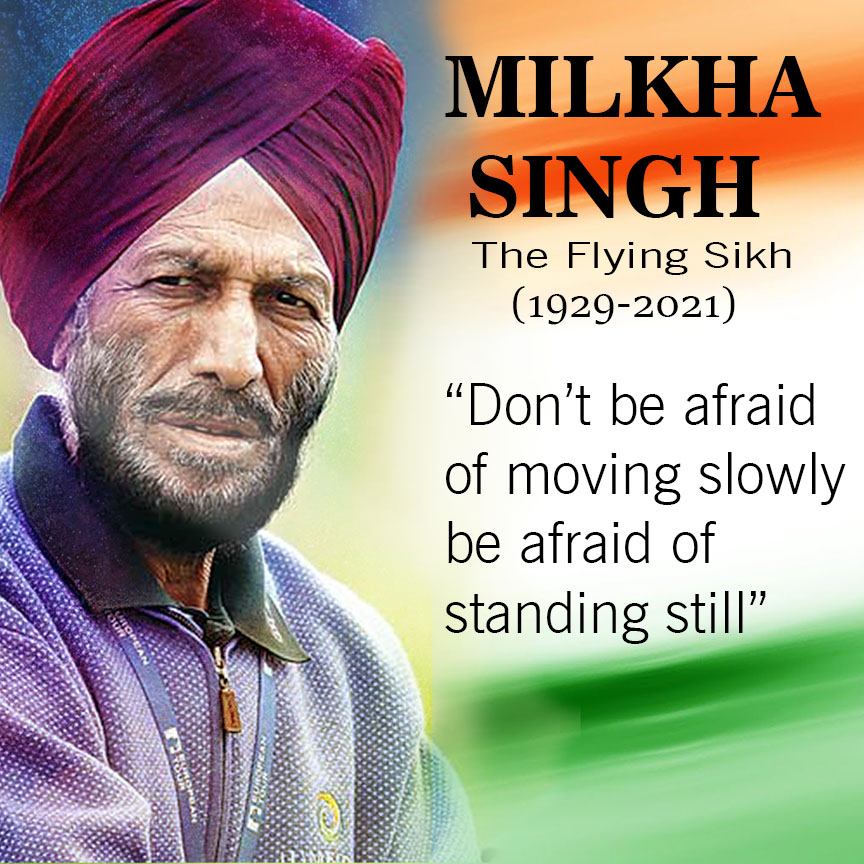 MILKHA
SINGH
The Flying Sikh
(1929-2021)
“Don’t be afraid
of moving slowly
be afraid of
standing still”